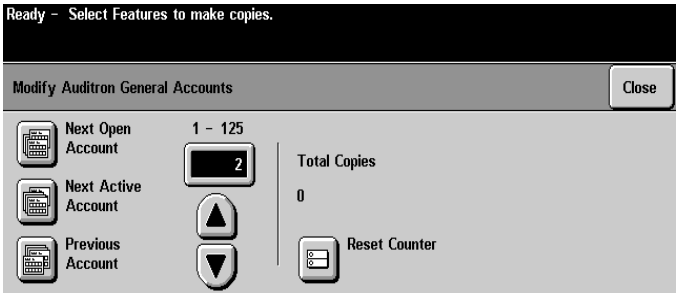 Ready - Select Features to make copies.
Modify Auditron General Accounts
Close
Next Open
Account
1 - 125
2
Next Active
Account
Previous
Account
Total Copies
0
Reset Counter